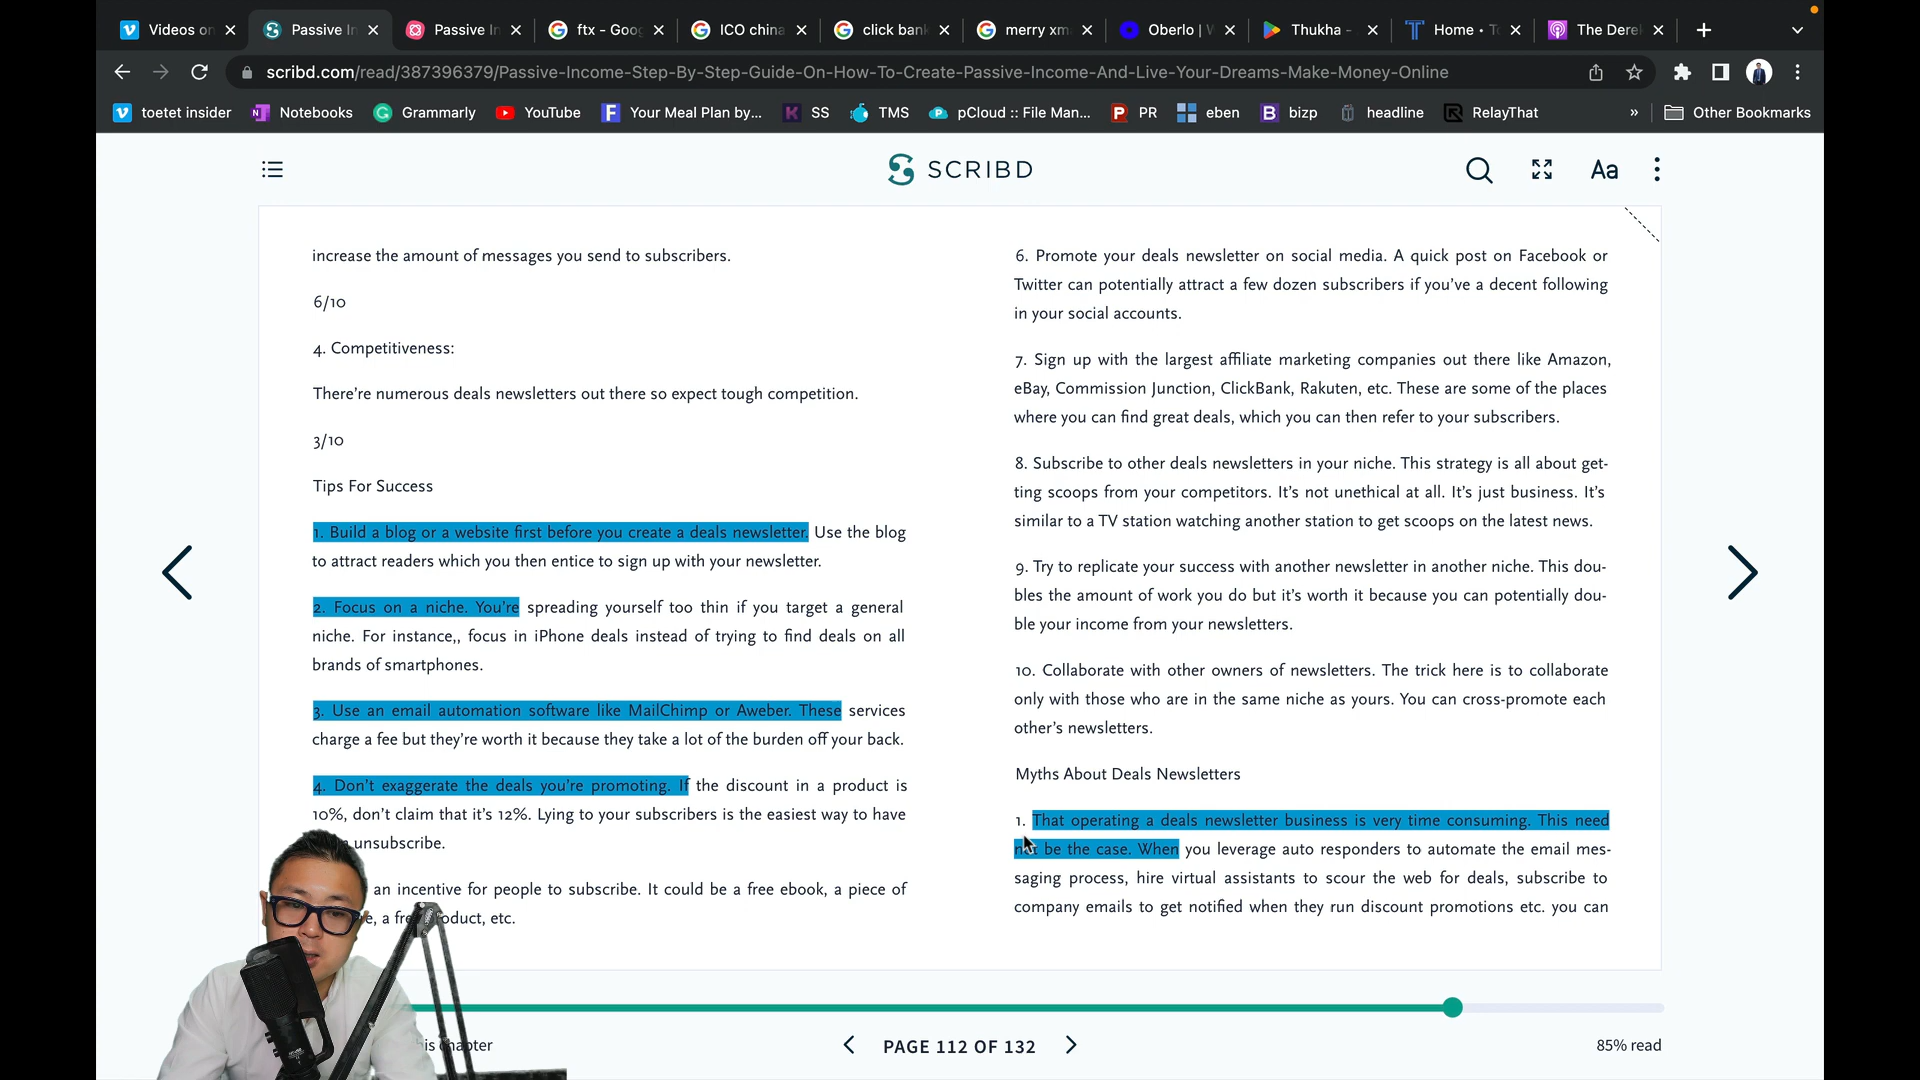 Videos on
Passive In
Passive In
ftx - Goog
ICO china
click bank
merry xm
Oberlo | W
Thukha -
Home • To
The Derek
scribd.com/read/387396379/Passive-Income-Step-By-Step-Guide-On-How-To-Create-Passive-Income-And-Live-Your-Dreams-Make-Money-Online
toetet insider
Notebooks
Grammarly
YouTube
Your Meal Plan by...
SS
TMS
pCloud :: File Man...
PR
eben
bizp
headline
RelayThat
»
Other Bookmarks
SCRIBD
Aa
increase the amount of messages you send to subscribers.
6/10
4. Competitiveness:
There're numerous deals newsletters out there so expect tough competition.
3/10
Tips For Success
1. Build a blog or a website first before you create a deals newsletter. Use the blog
to attract readers which you then entice to sign up with your newsletter.
2. Focus on a niche. You're spreading yourself too thin if you target a general
niche. For instance,, focus in iPhone deals instead of trying to find deals on all
brands of smartphones.
3. Use an email automation software like MailChimp or Aweber. These services
charge a fee but they're worth it because they take a lot of the burden off your back.
4. Don't exaggerate the deals you're promoting. If the discount in a product is
10%, don't claim that it's 12%. Lying to your subscribers is the easiest way to have
unsubscribe.
an incentive for people to subscribe. It could be a free ebook, a piece of
a free product, etc.
6. Promote your deals newsletter on social media. A quick post on Facebook or
Twitter can potentially attract a few dozen subscribers if you've a decent following
in your social accounts.
7. Sign up with the largest affiliate marketing companies out there like Amazon,
eBay, Commission Junction, ClickBank, Rakuten, etc. These are some of the places
where you can find great deals, which you can then refer to your subscribers.
8. Subscribe to other deals newsletters in your niche. This strategy is all about get-
ting scoops from your competitors. It's not unethical at all. It's just business. It's
similar to a TV station watching another station to get scoops on the latest news.
9. Try to replicate your success with another newsletter in another niche. This dou-
bles the amount of work you do but it's worth it because you can potentially dou-
ble your income from your newsletters.
10. Collaborate with other owners of newsletters. The trick here is to collaborate
only with those who are in the same niche as yours. You can cross-promote each
other's newsletters.
Myths About Deals Newsletters
1. That operating a deals newsletter business is very time consuming. This need
not be the case. When you leverage auto responders to automate the email mes-
saging process, hire virtual assistants to scour the web for deals, subscribe to
company emails to get notified when they run discount promotions etc. you can
chapter
PAGE 112 OF 132
85% read